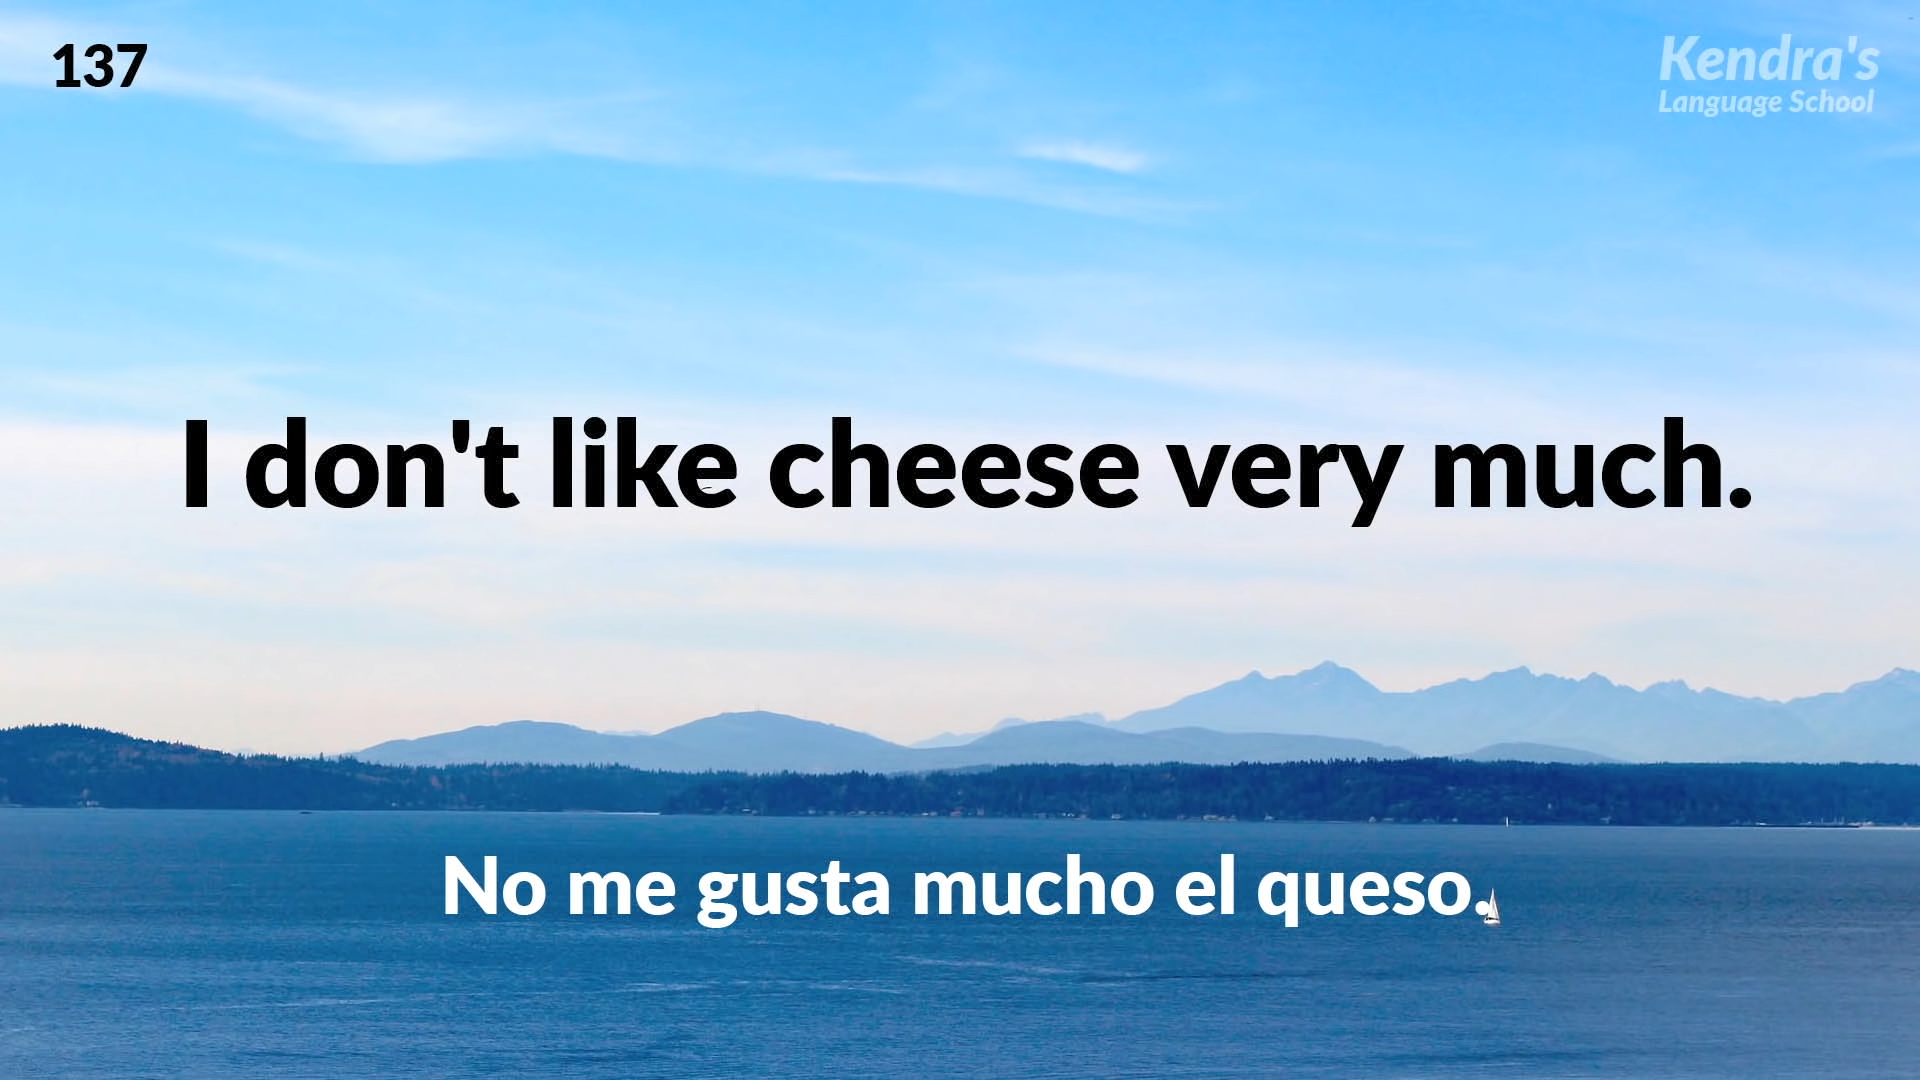 137
Kendra's
Language School
I don't like cheese very much.
No me gusta mucho el queso.